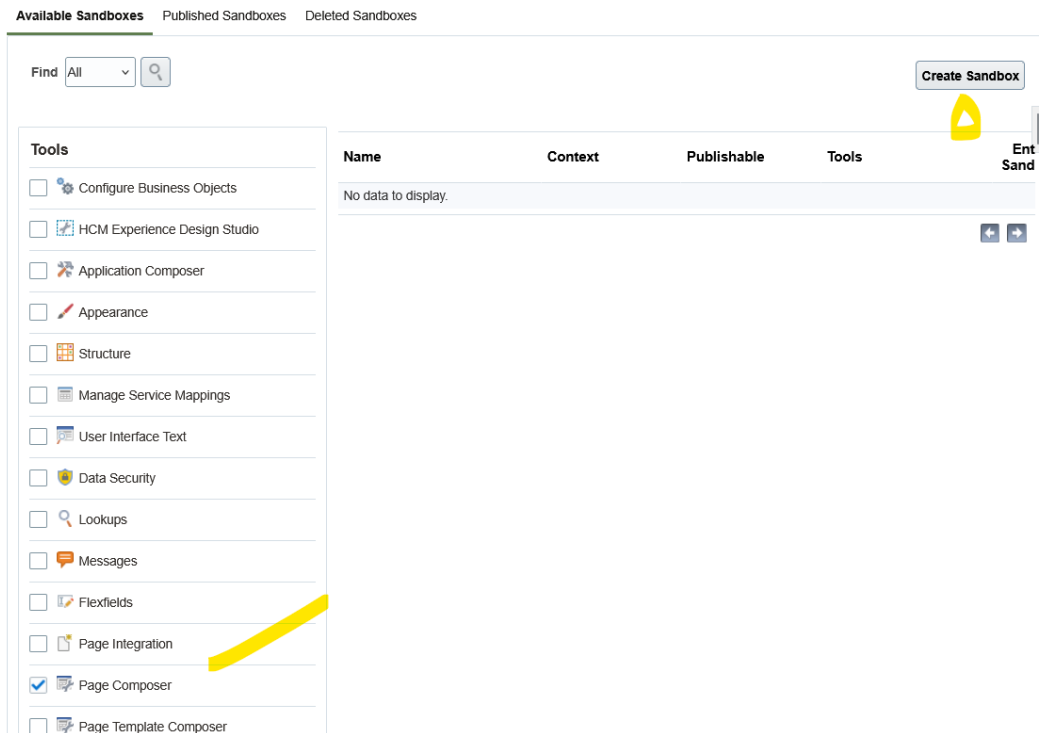 Available Sandboxes Published Sandboxes Deleted Sandboxes
Find All
Create Sandbox
Tools
Configure Business Objects
HCM Experience Design Studio
Application Composer
Appearance
Structure
Manage Service Mappings
User Interface Text
Data Security
Lookups
Messages
Flexfields
Page Integration
Page Composer
Page Template Composer
Name Context Publishable Tools Ent
Sand
No data to display.